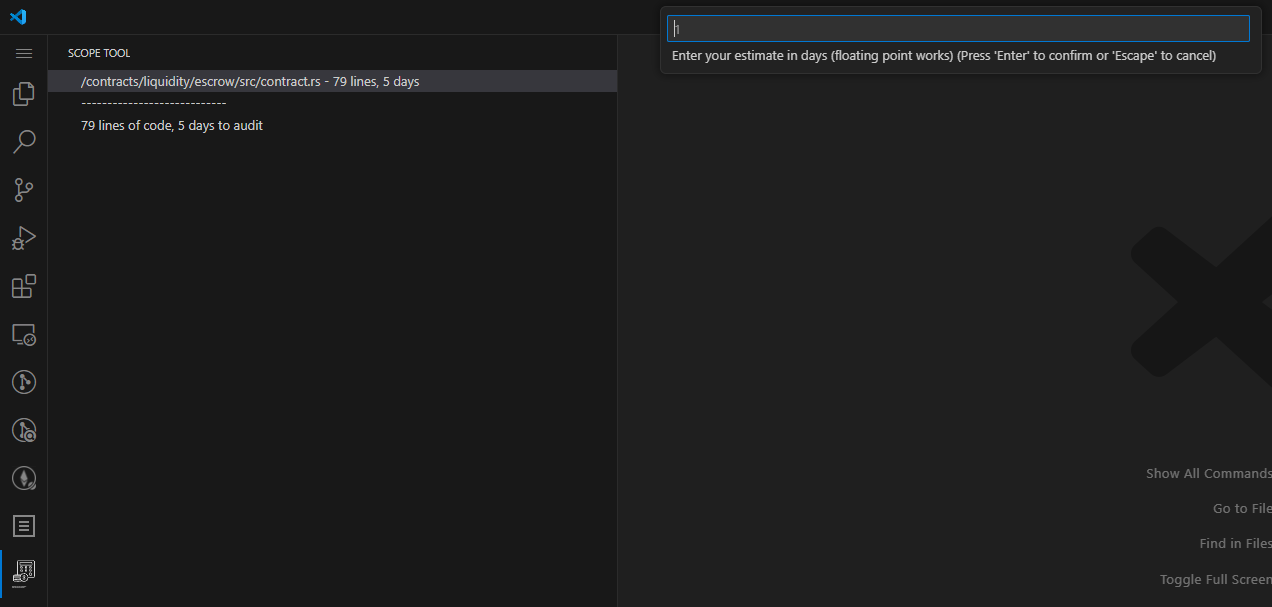 1
Enter your estimate in days (floating point works) (Press 'Enter' to confirm or 'Escape' to cancel)
SCOPE TOOL
/contracts/liquidity/escrow/src/contract.rs - 79 lines, 5 days
----------------------------
79 lines of code, 5 days to audit
Show All Commands
Go to File
Find in Files
Toggle Full Screen